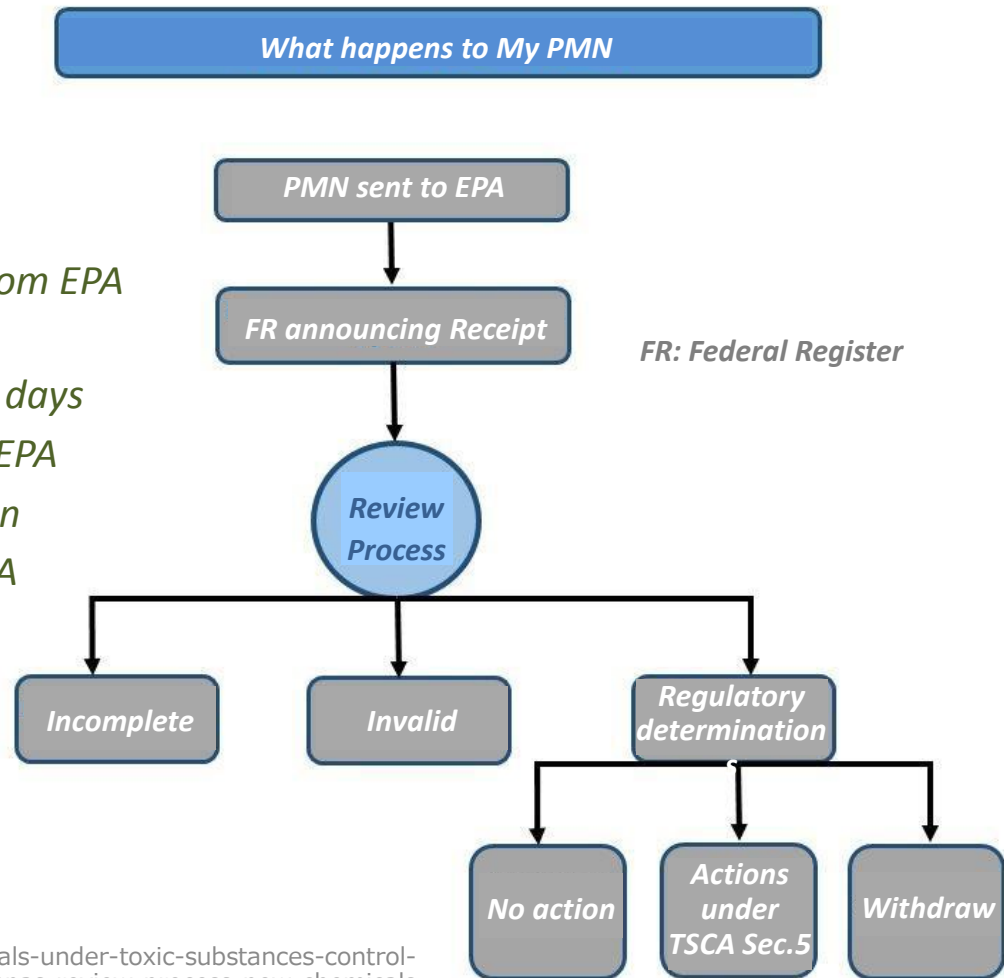 What happens to My PMN
PMN sent to EPA
om EPA
FR announcing Receipt
FR: Federal Register
days
EPA
Review
Process
n
A
Incomplete
Invalid
Regulatory
determination
s
No action
Actions
under
TSCA Sec.5
Withdraw
als-under-toxic-substances-control-